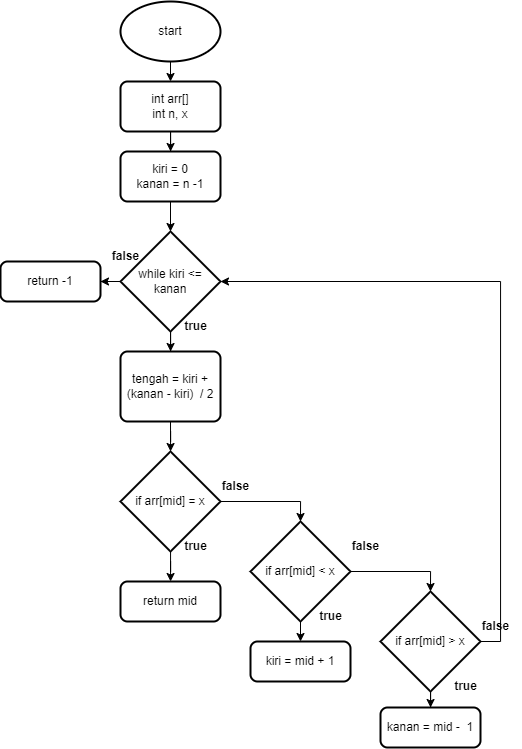 start
int arr[]
int n, x
kiri = 0
kanan = n -1
false
while kiri <=
kanan
return -1
true
tengah = kiri +
(kanan - kiri)  / 2
false
if arr[mid] = x
true
false
if arr[mid] < x
return mid
true
false
if arr[mid] > x
kiri = mid + 1
true
kanan = mid -  1